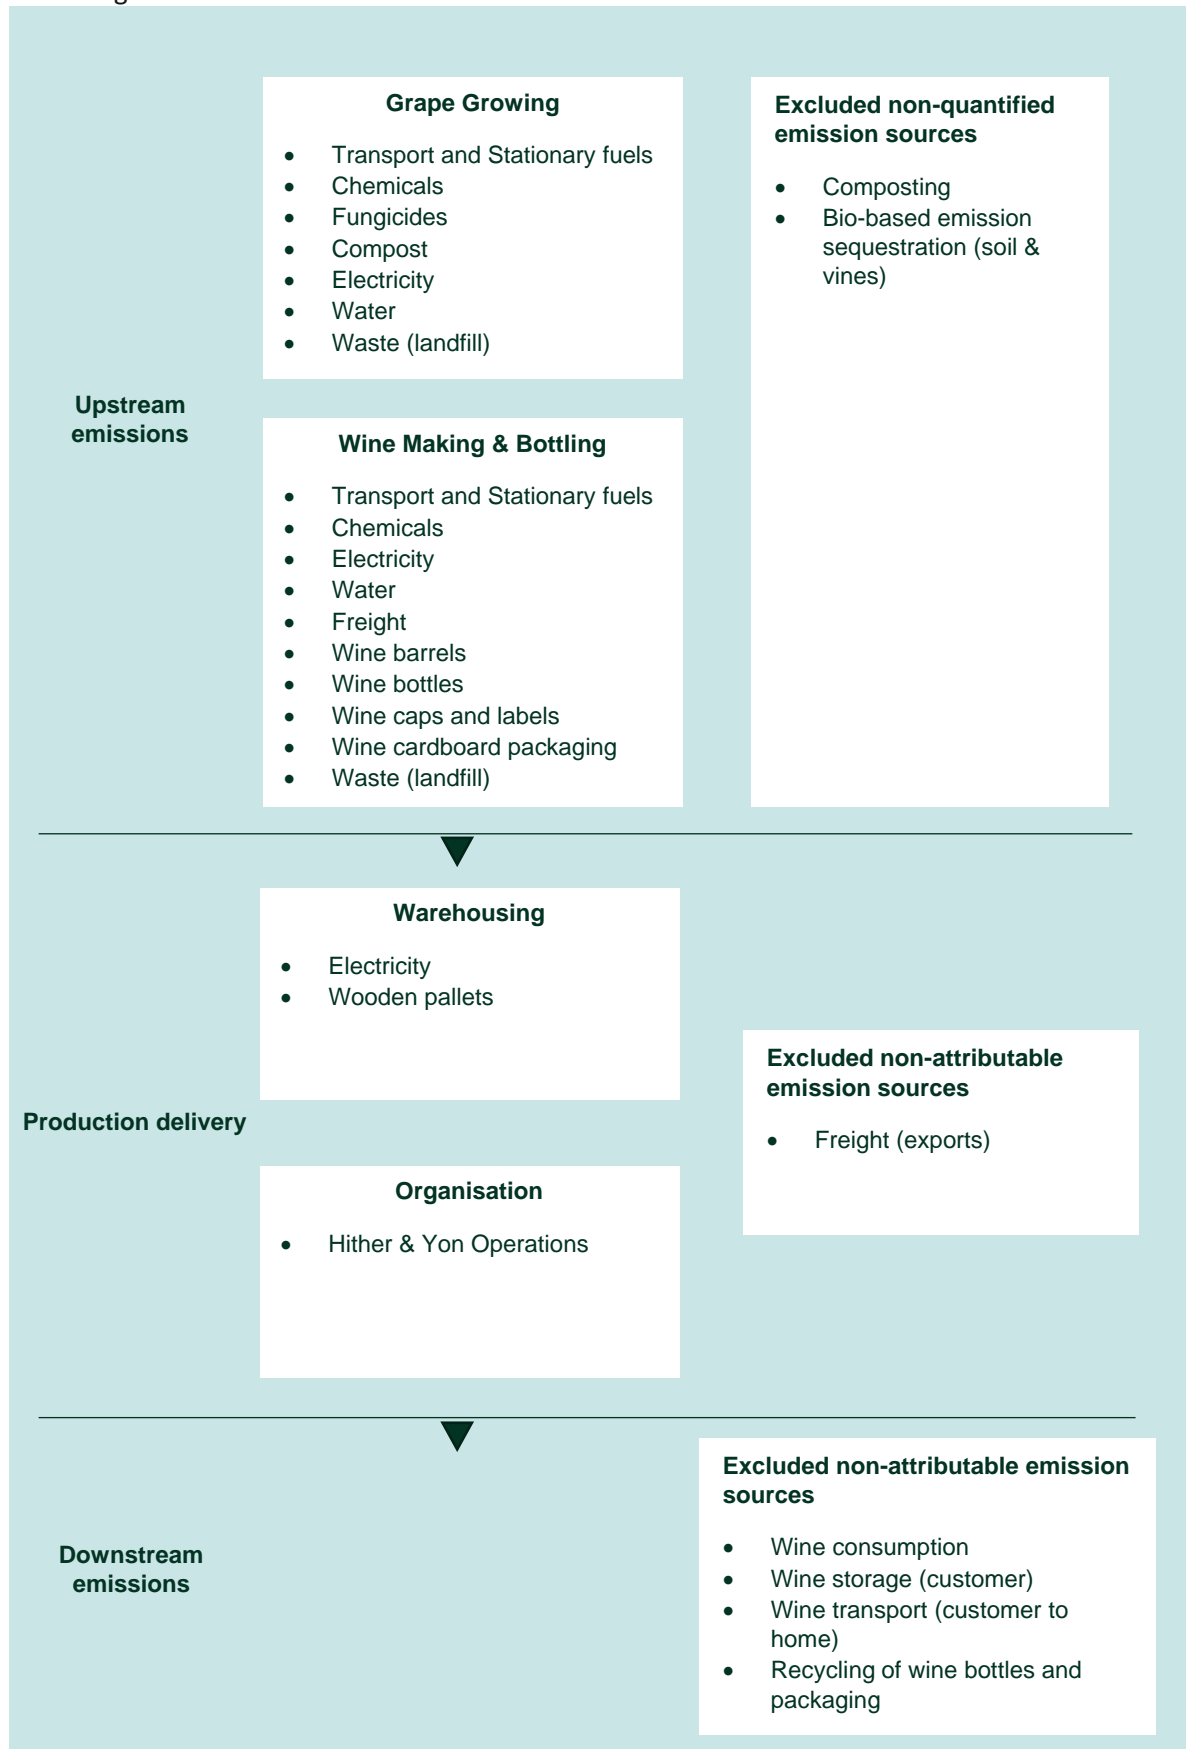 Grape Growing
• Transport and Stationary fuels
• Chemicals
• Fungicides
• Compost
• Electricity
• Water
• Waste (landfill)
Excluded non-quantified
emission sources
• Composting
• Bio-based emission
sequestration (soil &
vines)
Upstream
emissions
Wine Making & Bottling
• Transport and Stationary fuels
• Chemicals
• Electricity
• Water
• Freight
• Wine barrels
• Wine bottles
• Wine caps and labels
• Wine cardboard packaging
• Waste (landfill)
Warehousing
• Electricity
• Wooden pallets
Production delivery
Organisation
• Hither & Yon Operations
Excluded non-attributable
emission sources
• Freight (exports)
Downstream
emissions
Excluded non-attributable emission
sources
• Wine consumption
• Wine storage (customer)
• Wine transport (customer to
home)
• Recycling of wine bottles and
packaging